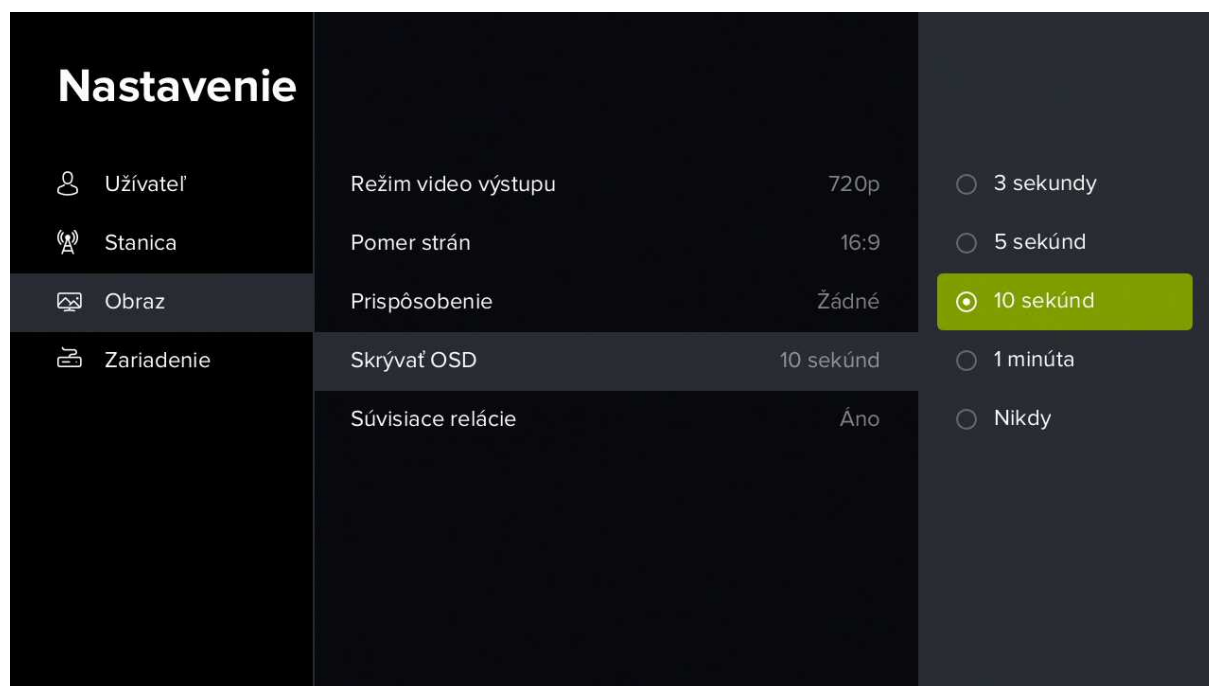 Nastavenie
Užívateľ
Stanica
Obraz
Zariadenie
Režim video výstupu 720p
Pomer strán 16:9
Prispôsobenie Žádné
Skrývať OSD 10 sekúnd
Súvisiace relácie Áno
3 sekundy
5 sekúnd
10 sekúnd
1 minúta
Nikdy